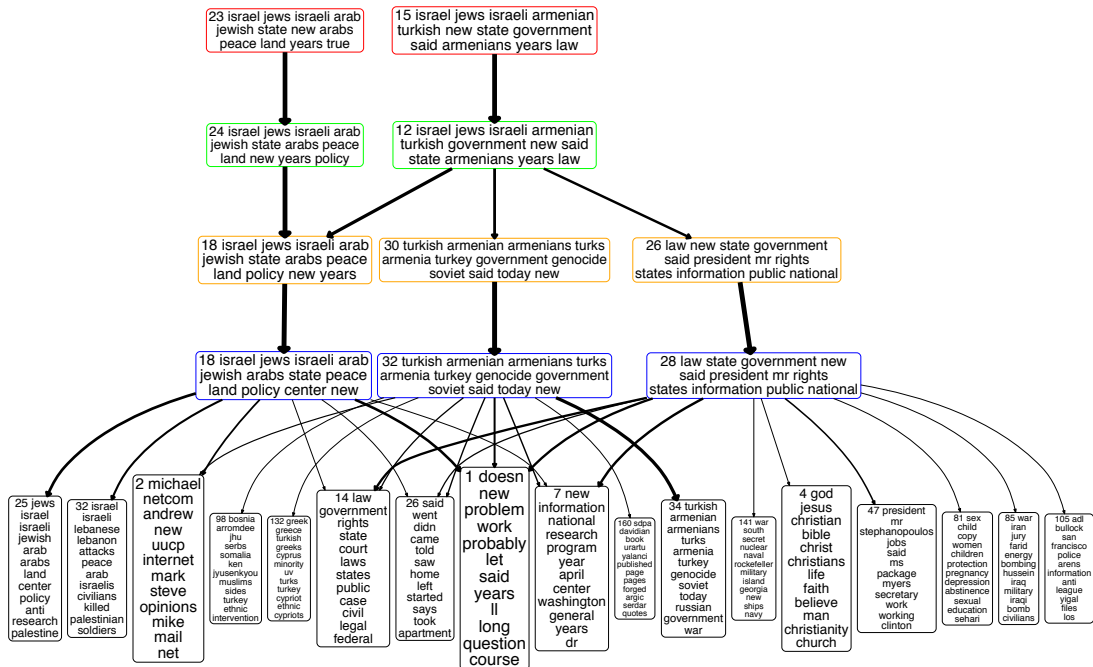 23 israel jews israeli arab
jewish state new arabs
peace land years true
15 israel jews israeli armenian
turkish new state government
said armenians years law
24 israel jews israeli arab
jewish state arabs peace
land new years policy
12 israel jews israeli armenian
turkish government new said
state armenians years law
18 israel jews israeli arab
jewish state arabs peace
land policy new years
30 turkish armenian armenians turks
armenia turkey government genocide
soviet said today new
26 law new state government
said president mr rights
states information public national
18 israel jews israeli arab
jewish arabs state peace
land policy center new
32 turkish armenian armenians turks
armenia turkey genocide government
soviet said today new
28 law state government new
said president mr rights
states information public national
25 jews
israel
israeli
jewish
arab
arabs
land
center
policy
anti
research
palestine
32 israel
israeli
lebanese
lebanon
attacks
peace
arab
israelis
civilians
killed
palestinian
soldiers
2 michael
netcom
andrew
new
uucp
internet
mark
steve
opinions
mike
mail
net
98 bosnia
arromdee
jhu
serbs
somalia
ken
jyusenkyou
muslims
sides
turkey
ethnic
intervention
132 greek
greece
turkish
greeks
cyprus
minority
uv
turks
turkey
cypriot
ethnic
cypriots
14 law
government
rights
state
court
laws
states
public
case
civil
legal
federal
26 said
went
didn
came
told
saw
home
left
started
says
took
apartment
1 doesn
new
problem
work
probably
let
said
years
ll
long
question
course
7 new
information
national
research
program
year
april
center
washington
general
years
dr
160 sdpa
davidian
book
urartu
yalanci
published
page
pages
forged
argic
serdar
quotes
34 turkish
armenian
armenians
turks
armenia
turkey
genocide
soviet
today
russian
government
war
141 war
south
secret
nuclear
naval
rockefeller
military
island
georgia
new
ships
navy
4 god
jesus
christian
bible
christ
christians
life
faith
believe
man
christianity
church
47 president
mr
stephanopoulos
jobs
said
ms
package
myers
secretary
work
working
clinton
81 sex
child
copy
women
children
protection
pregnancy
depression
abstinence
sexual
education
sehari
85 war
iran
jury
farid
energy
bombing
hussein
iraq
military
iraqi
bomb
civilians
105 adl
bullock
san
francisco
police
arens
information
anti
league
yigal
files
los